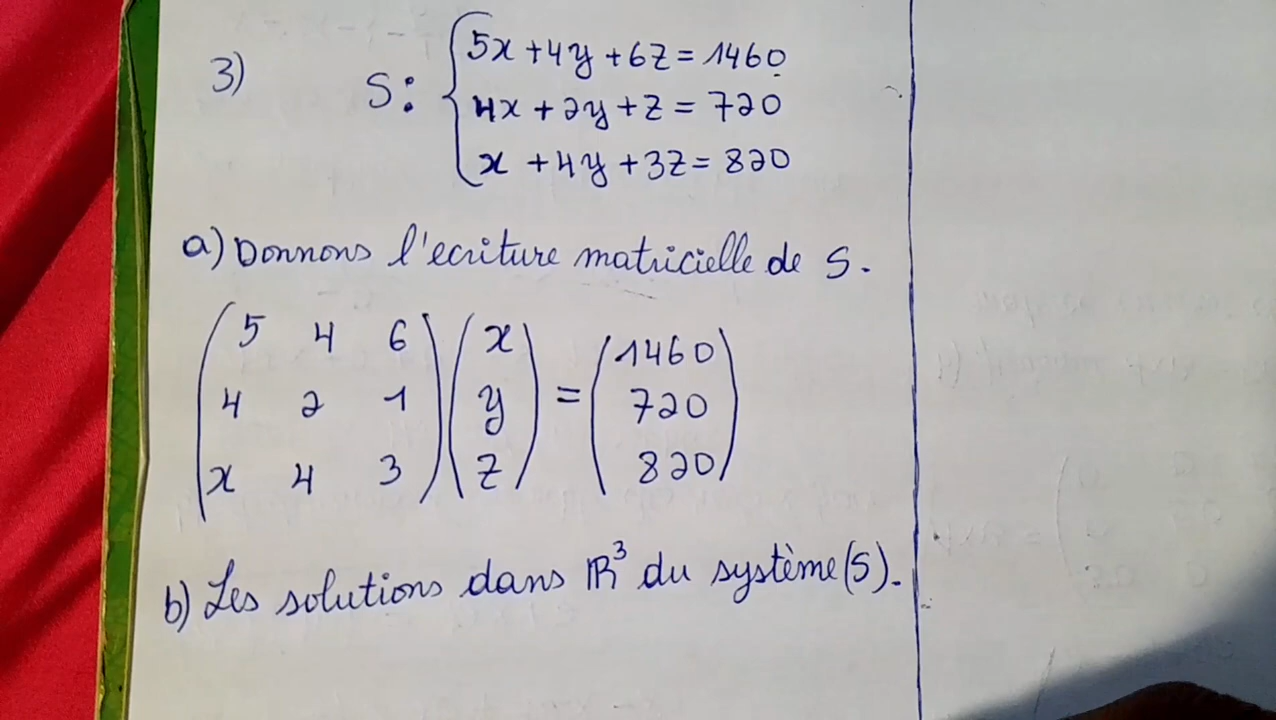 3) S: { 5x + 4y + 6z = 1460
4x + 2y + z = 720
x + 4y + 3z = 820
a) Donnons l'ecriture matricielle de S.
( 5 4 6 ) ( x ) = ( 1460 )
( 4 2 1 ) ( y ) ( 720 )
( x 4 3 ) ( z ) ( 820 )
b) Les solutions dans ℝ³ du système (S).